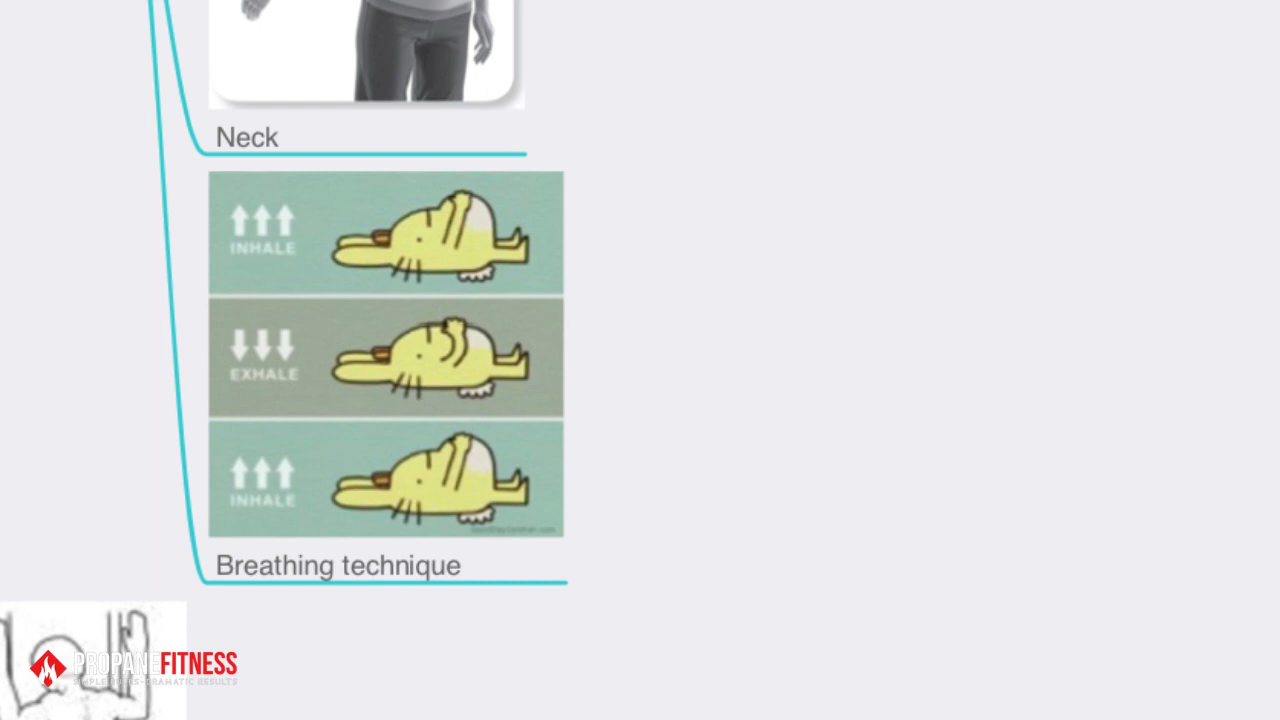 Neck
INHALE
EXHALE
INHALE
Breathing technique
PROPANEFITNESS